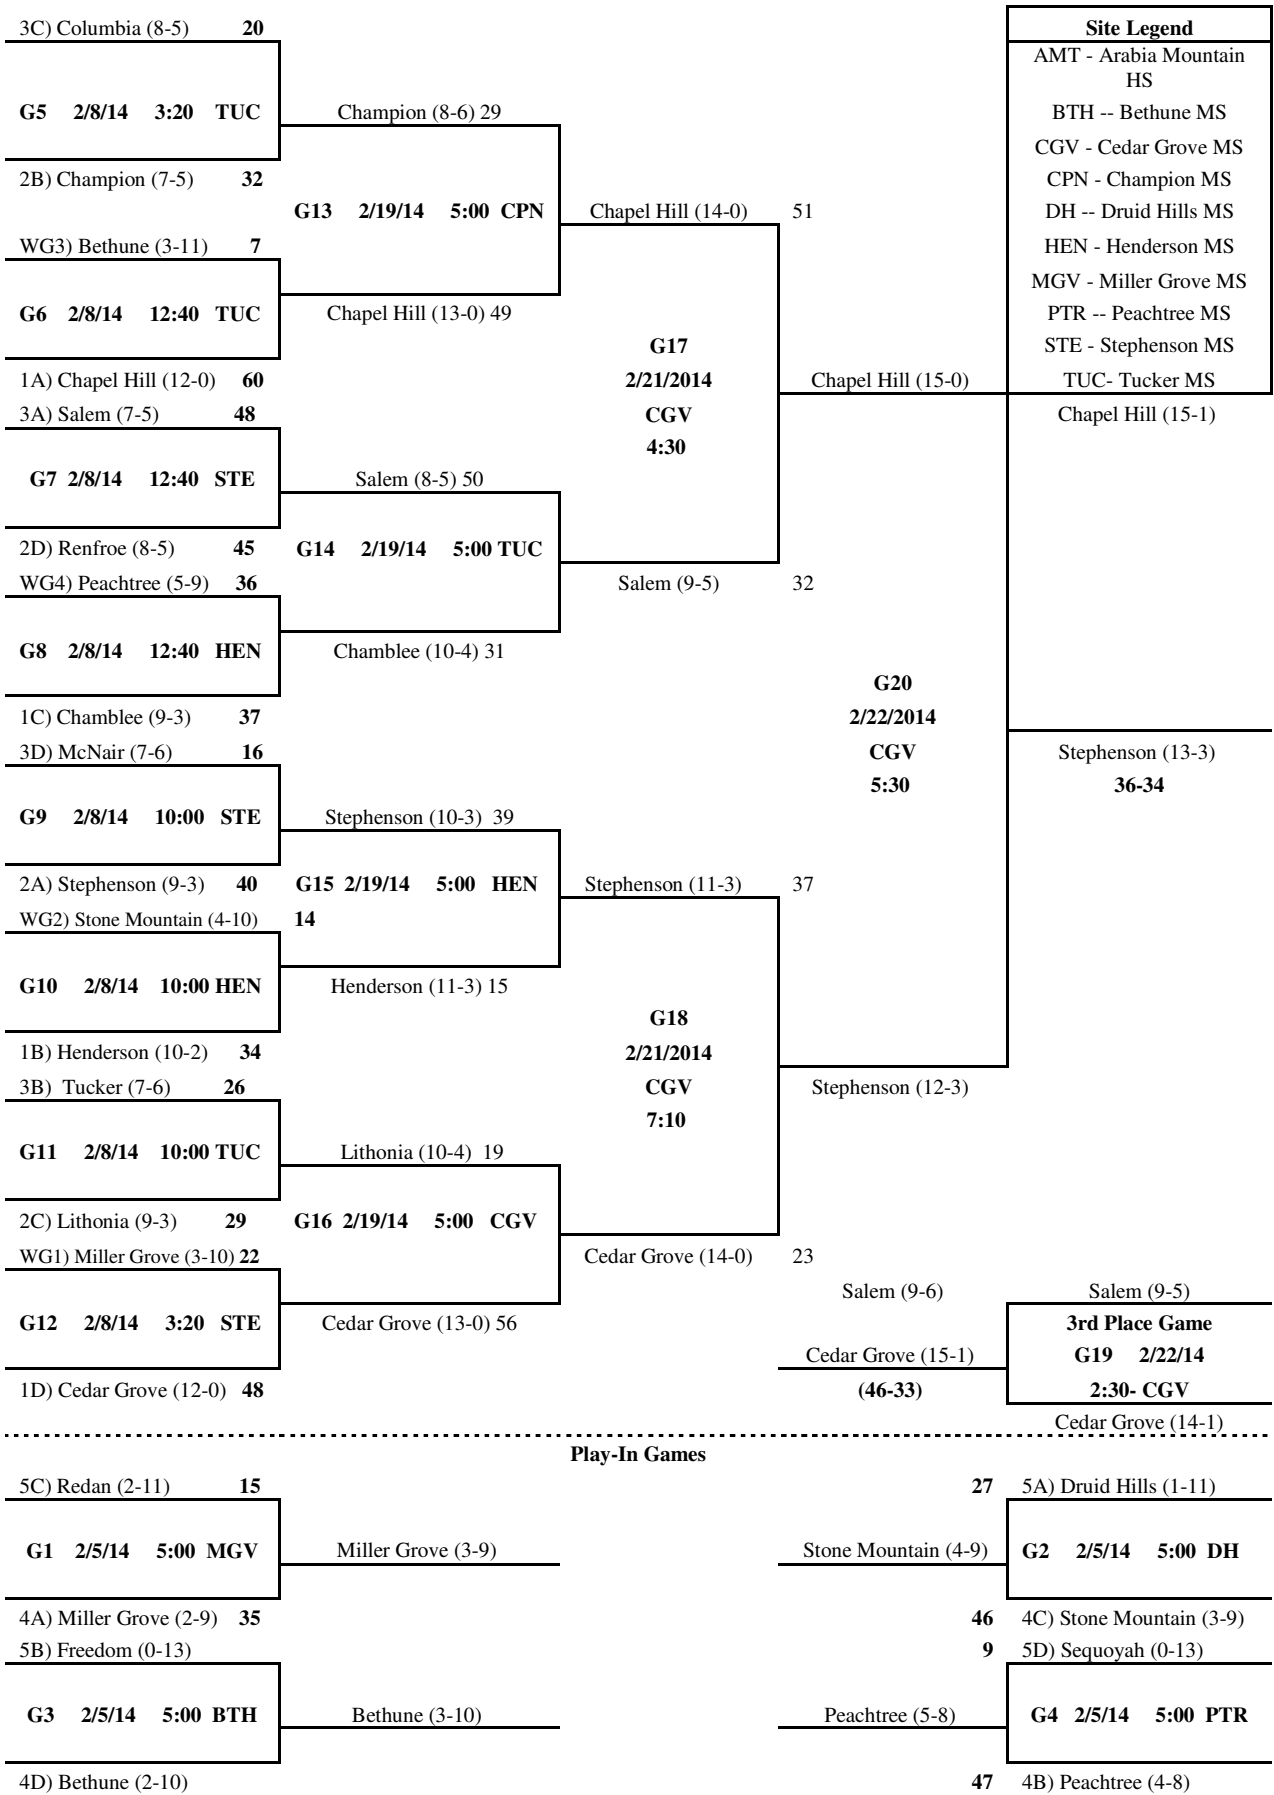 3C) Columbia (8-5) 20
Site Legend
AMT - Arabia Mountain
HS
G5 2/8/14 3:20 TUC
Champion (8-6) 29
BTH -- Bethune MS
CGV - Cedar Grove MS
2B) Champion (7-5) 32
CPN - Champion MS
G13 2/19/14 5:00 CPN
Chapel Hill (14-0) 51
DH -- Druid Hills MS
WG3) Bethune (3-11) 7
HEN - Henderson MS
MGV - Miller Grove MS
G6 2/8/14 12:40 TUC
Chapel Hill (13-0) 49
PTR -- Peachtree MS
G17
STE - Stephenson MS
1A) Chapel Hill (12-0) 60
2/21/2014
Chapel Hill (15-0)
TUC- Tucker MS
3A) Salem (7-5) 48
CGV
Chapel Hill (15-1)
4:30
G7 2/8/14 12:40 STE
Salem (8-5) 50
2D) Renfroe (8-5) 45
G14 2/19/14 5:00 TUC
WG4) Peachtree (5-9) 36
Salem (9-5) 32
G8 2/8/14 12:40 HEN
Chamblee (10-4) 31
G20
1C) Chamblee (9-3) 37
2/22/2014
3D) McNair (7-6) 16
CGV
Stephenson (13-3)
5:30
36-34
G9 2/8/14 10:00 STE
Stephenson (10-3) 39
2A) Stephenson (9-3) 40
G15 2/19/14 5:00 HEN
Stephenson (11-3) 37
WG2) Stone Mountain (4-10) 14
G10 2/8/14 10:00 HEN
Henderson (11-3) 15
G18
1B) Henderson (10-2) 34
2/21/2014
3B) Tucker (7-6) 26
CGV
Stephenson (12-3)
7:10
G11 2/8/14 10:00 TUC
Lithonia (10-4) 19
2C) Lithonia (9-3) 29
G16 2/19/14 5:00 CGV
WG1) Miller Grove (3-10) 22
Cedar Grove (14-0) 23
Salem (9-6)
Salem (9-5)
G12 2/8/14 3:20 STE
Cedar Grove (13-0) 56
3rd Place Game
Cedar Grove (15-1)
G19 2/22/14
1D) Cedar Grove (12-0) 48
(46-33)
2:30- CGV
Cedar Grove (14-1)
Play-In Games
5C) Redan (2-11) 15
27 5A) Druid Hills (1-11)
G1 2/5/14 5:00 MGV
Miller Grove (3-9)
Stone Mountain (4-9)
G2 2/5/14 5:00 DH
4A) Miller Grove (2-9) 35
46 4C) Stone Mountain (3-9)
5B) Freedom (0-13)
9 5D) Sequoyah (0-13)
G3 2/5/14 5:00 BTH
Bethune (3-10)
Peachtree (5-8)
G4 2/5/14 5:00 PTR
4D) Bethune (2-10)
47 4B) Peachtree (4-8)